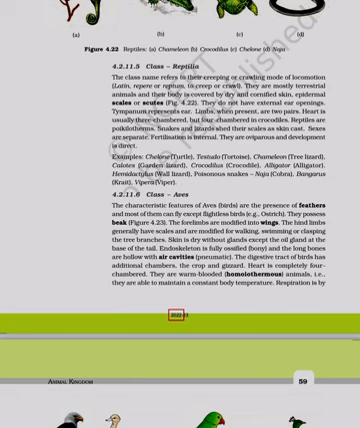 (a) (b) (c) (d)
Figure 4.22 Reptiles: (a) Chameleon (b) Crocodilus (c) Chelone (d) Naja
4.2.11.5 Class – Reptilia
The class name refers to their creeping or crawling mode of locomotion
(Latin, repere or reptum, to creep or crawl). They are mostly terrestrial
animals and their body is covered by dry and cornified skin, epidermal
scales or scutes (Fig. 4.22). They do not have external ear openings.
Tympanum represents ear. Limbs, when present, are two pairs. Heart is
usually three-chambered, but four-chambered in crocodiles. Reptiles are
poikilotherms. Snakes and lizards shed their scales as skin cast. Sexes
are separate. Fertilisation is internal. They are oviparous and development
is direct.
Examples: Chelone (Turtle), Testudo (Tortoise), Chameleon (Tree lizard),
Calotes (Garden lizard), Crocodilus (Crocodile), Alligator (Alligator).
Hemidactylus (Wall lizard), Poisonous snakes – Naja (Cobra), Bangarus
(Krait), Vipera (Viper).
4.2.11.6 Class – Aves
The characteristic features of Aves (birds) are the presence of feathers
and most of them can fly except flightless birds (e.g., Ostrich). They possess
beak (Figure 4.23). The forelimbs are modified into wings. The hind limbs
generally have scales and are modified for walking, swimming or clasping
the tree branches. Skin is dry without glands except the oil gland at the
base of the tail. Endoskeleton is fully ossified (bony) and the long bones
are hollow with air cavities (pneumatic). The digestive tract of birds has
additional chambers, the crop and gizzard. Heart is completely four-
chambered. They are warm-blooded (homoiothermous) animals, i.e.,
they are able to maintain a constant body temperature. Respiration is by
2022-23
ANIMAL KINGDOM 59